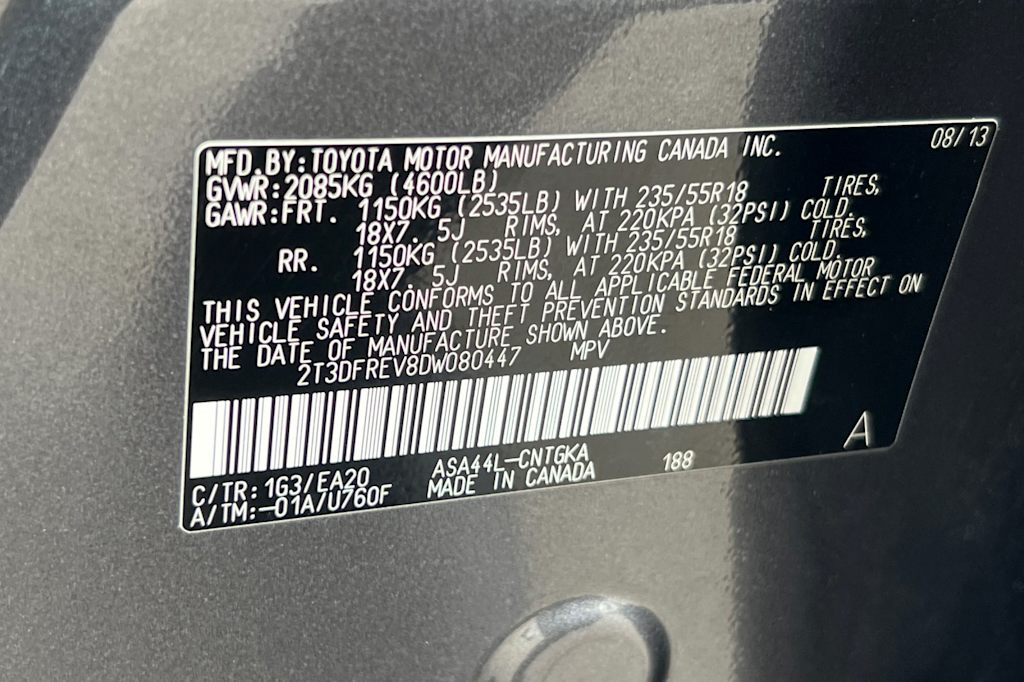 08/13
MFD.BY:TOYOTA MOTOR MANUFACTURING CANADA INC.
GVWR:2085KG (4600LB)
GAWR:FRT. 1150KG (2535LB) WITH 235/55R18 TIRES,
18X7. 5J RIMS, AT 220KPA (32PSI) COLD.
RR. 1150KG (2535LB) WITH 235/55R18 TIRES,
18X7. 5J RIMS, AT 220KPA (32PSI) COLD.
THIS VEHICLE CONFORMS TO ALL APPLICABLE FEDERAL MOTOR
VEHICLE SAFETY AND THEFT PREVENTION STANDARDS IN EFFECT ON
THE DATE OF MANUFACTURE SHOWN ABOVE.
2T3DFREV8DW080447 MPV
A
C/TR:1G3/EA20 ASA44L-CNTGKA 188
A/TM:-01A/U760F MADE IN CANADA